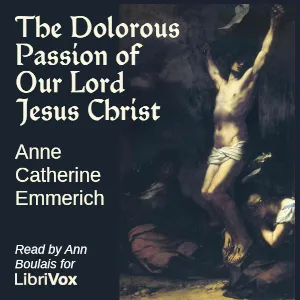 The Dolorous
Passion of
Our Lord
Jesus Christ
Anne
Catherine
Emmerich
Read by Ann
Boulais for
LibriVox